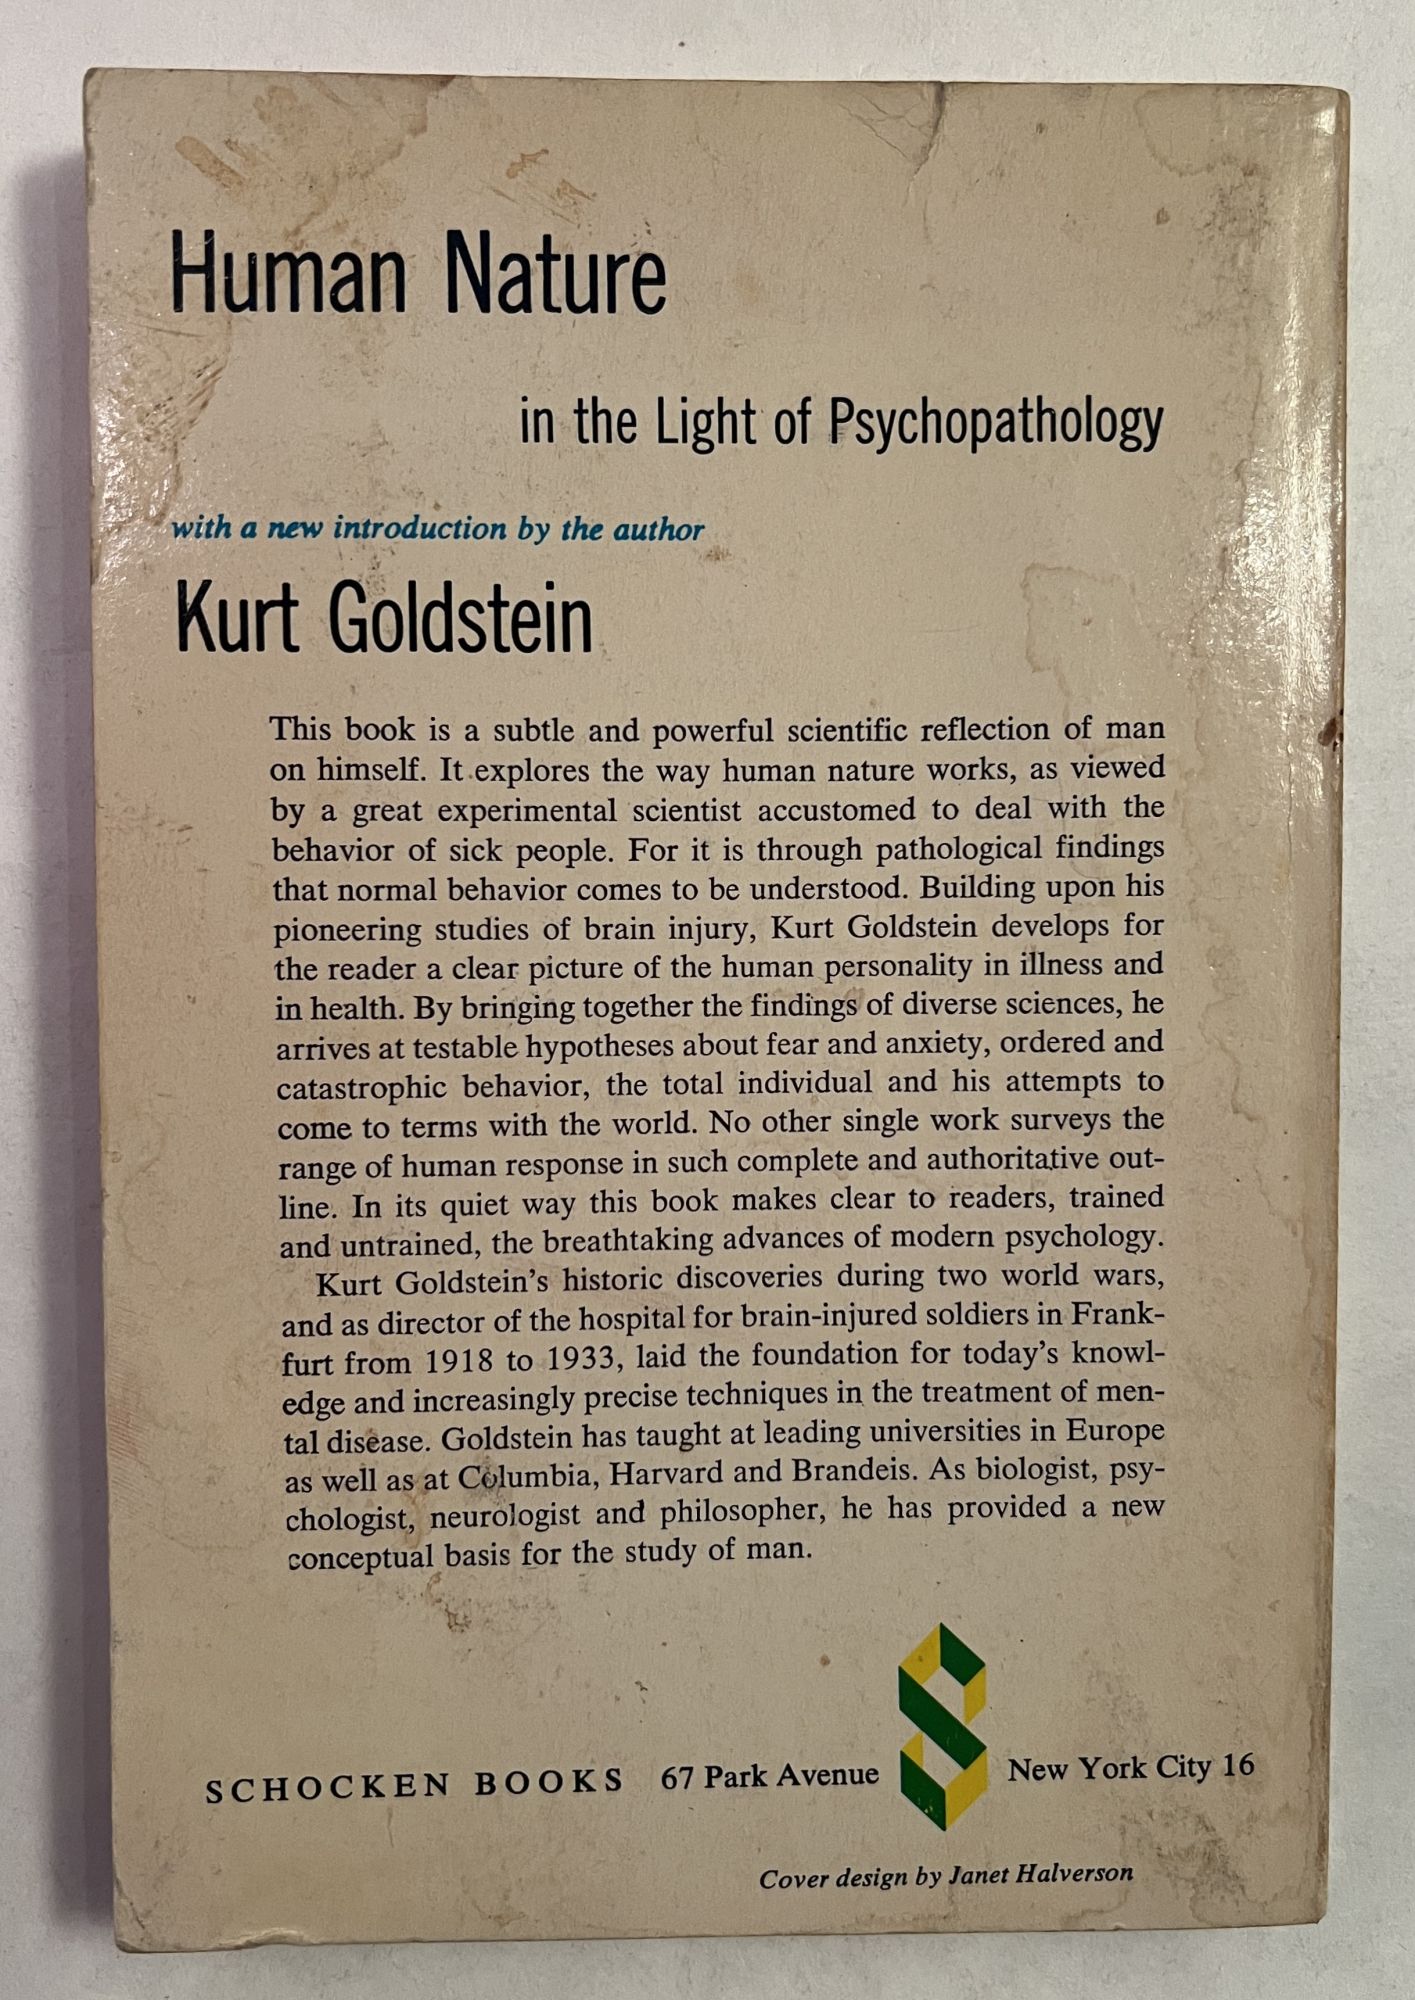 Human Nature
in the Light of Psychopathology
with a new introduction by the author
Kurt Goldstein
This book is a subtle and powerful scientific reflection of man
on himself. It explores the way human nature works, as viewed
by a great experimental scientist accustomed to deal with the
behavior of sick people. For it is through pathological findings
that normal behavior comes to be understood. Building upon his
pioneering studies of brain injury, Kurt Goldstein develops for
the reader a clear picture of the human personality in illness and
in health. By bringing together the findings of diverse sciences, he
arrives at testable hypotheses about fear and anxiety, ordered and
catastrophic behavior, the total individual and his attempts to
come to terms with the world. No other single work surveys the
range of human response in such complete and authoritative out-
line. In its quiet way this book makes clear to readers, trained
and untrained, the breathtaking advances of modern psychology.
Kurt Goldstein's historic discoveries during two world wars,
and as director of the hospital for brain-injured soldiers in Frank-
furt from 1918 to 1933, laid the foundation for today's knowl-
edge and increasingly precise techniques in the treatment of men-
tal disease. Goldstein has taught at leading universities in Europe
as well as at Columbia, Harvard and Brandeis. As biologist, psy-
chologist, neurologist and philosopher, he has provided a new
conceptual basis for the study of man.
SCHOCKEN BOOKS 67 Park Avenue S New York City 16
Cover design by Janet Halverson